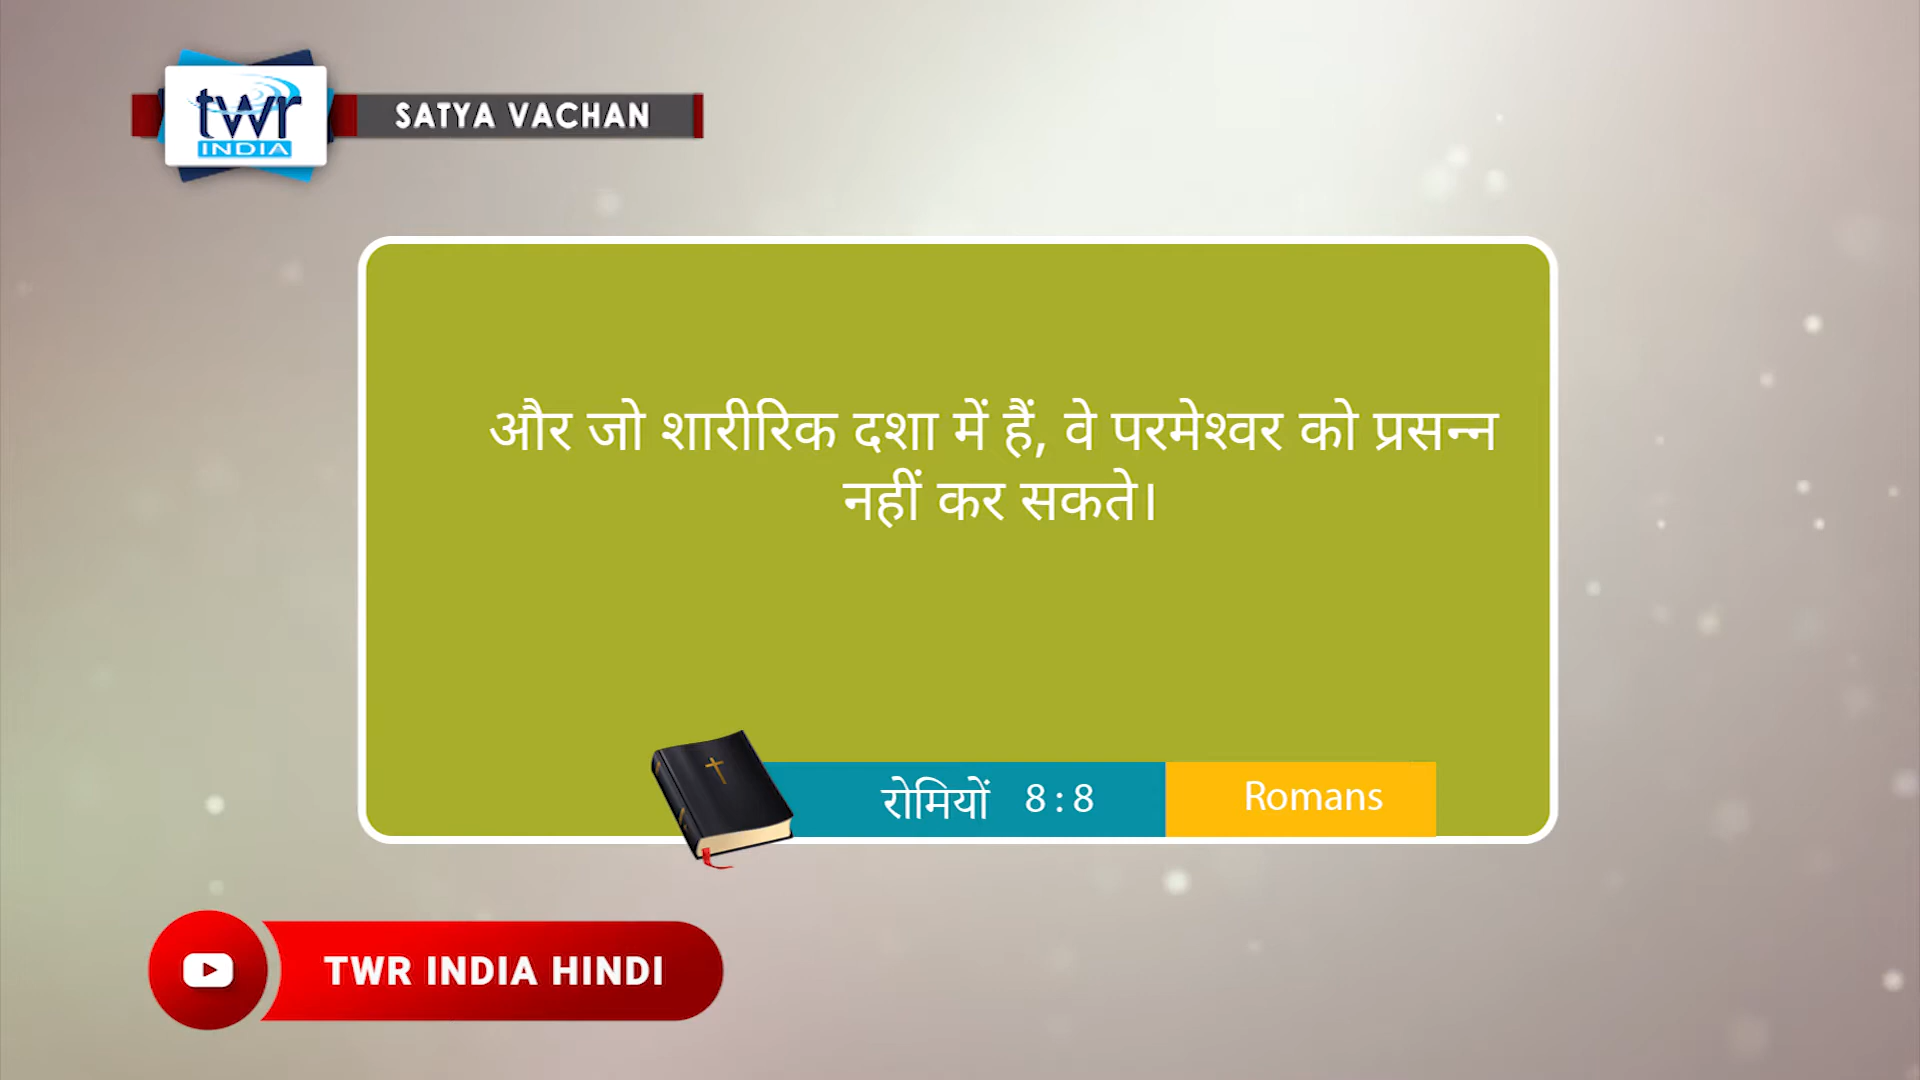 twr
INDIA
SATYA VACHAN
और जो शारीरिक दशा में हैं, वे परमेश्वर को प्रसन्न
नहीं कर सकते।
रोमियों 8 : 8 Romans
TWR INDIA HINDI